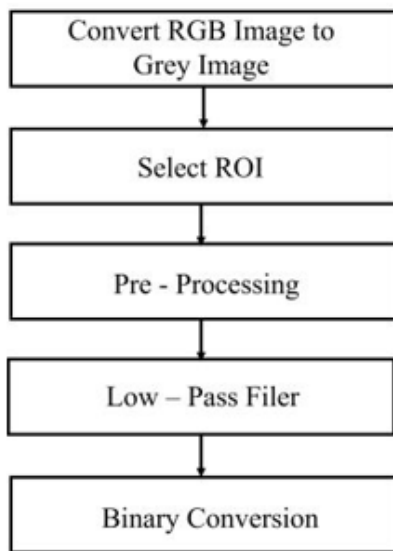 Convert RGB Image to
Grey Image
Select ROI
Pre - Processing
Low – Pass Filer
Binary Conversion